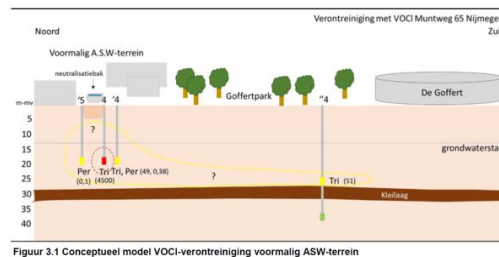 Verontreiniging met VOCl Muntweg 65 Nijmege
Noord
Zui
Voormalig A.S.W-terrein
neutralisatiebak
Goffertpark
De Goffert
m-mv
'5
4
'4
"4
5
10
15
20
25
30
35
40
?
grondwatersta
Per
(0,1)
Tri
(4500)
Tri, Per (49, 0,38)
?
Tri (51)
Kleilaag
Figuur 3.1 Conceptueel model VOCl-verontreiniging voormalig ASW-terrein